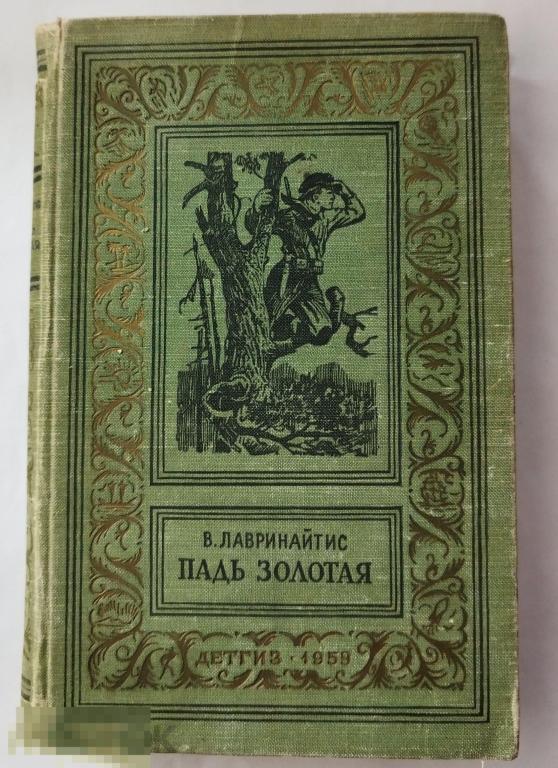 В. ЛАВРИНАЙТИС
ПАДЬ ЗОЛОТАЯ
ДЕТГИЗ · 1959